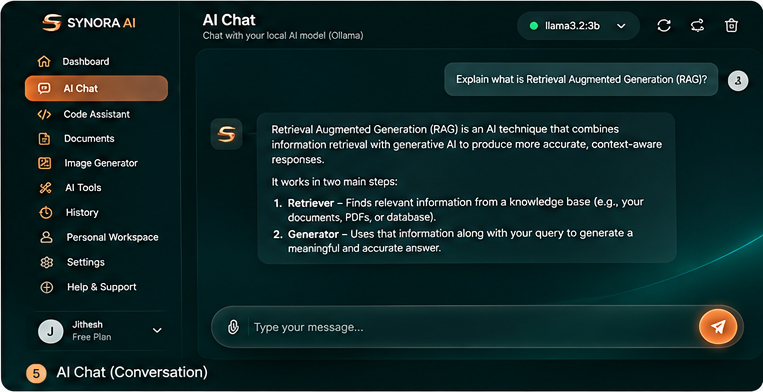 SYNORA AI
Dashboard
AI Chat
Code Assistant
Documents
Image Generator
AI Tools
History
Personal Workspace
Settings
Help & Support
J
Jithesh
Free Plan
AI Chat
Chat with your local AI model (Ollama)
llama3.2:3b
Explain what is Retrieval Augmented Generation (RAG)?
Retrieval Augmented Generation (RAG) is an AI technique that combines
information retrieval with generative AI to produce more accurate, context-aware
responses.
It works in two main steps:
1. Retriever – Finds relevant information from a knowledge base (e.g., your
documents, PDFs, or database).
2. Generator – Uses that information along with your query to generate a
meaningful and accurate answer.
Type your message...
5 AI Chat (Conversation)